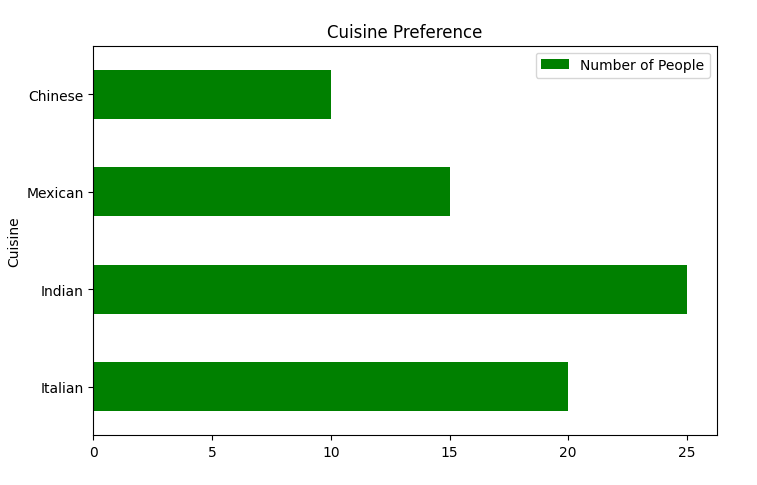 Cuisine Preference
Number of People
Chinese
Mexican
Indian
Italian
Cuisine
0 5 10 15 20 25